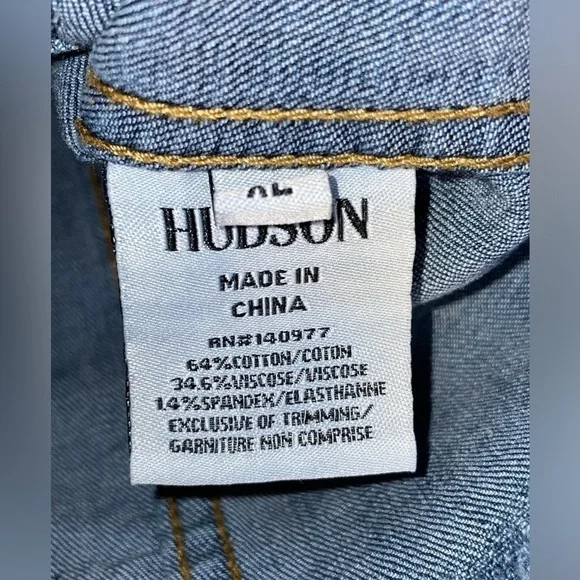 HUDSON
MADE IN
CHINA
RN#140977
64%COTTON/COTON
34.6%VISCOSE/VISCOSE
1.4%SPANDEX/ELASTHANNE
EXCLUSIVE OF TRIMMING/
GARNITURE NON COMPRISE